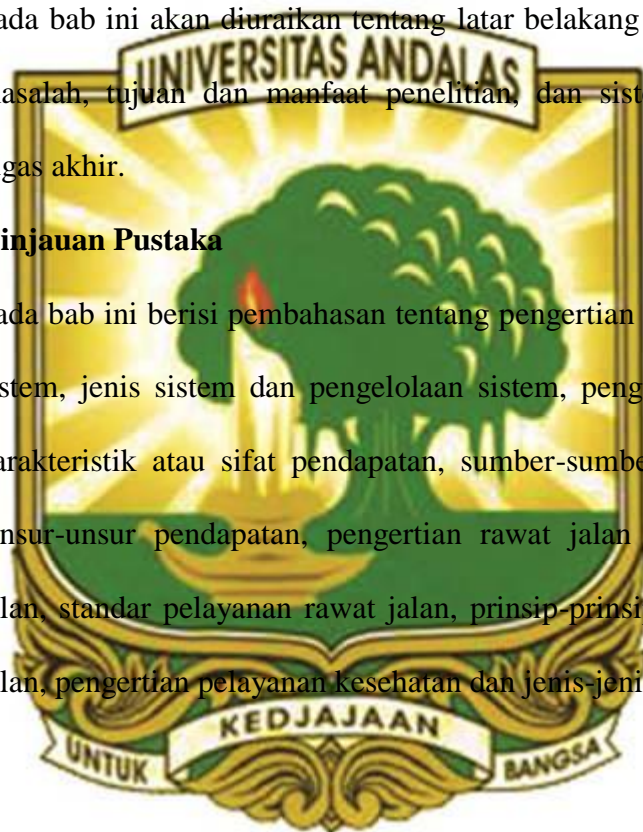 ada bab ini akan diuraikan tentang latar belakang
UNIVERSITAS ANDALAS
asalah, tujuan dan manfaat penelitian, dan siste
gas akhir.
injauan Pustaka
ada bab ini berisi pembahasan tentang pengertian
stem, jenis sistem dan pengelolaan sistem, peng
arakteristik atau sifat pendapatan, sumber-sumbe
nsur-unsur pendapatan, pengertian rawat jalan
lan, standar pelayanan rawat jalan, prinsip-prinsi
lan, pengertian pelayanan kesehatan dan jenis-jeni
UNTUK KEDJAJAAN BANGSA